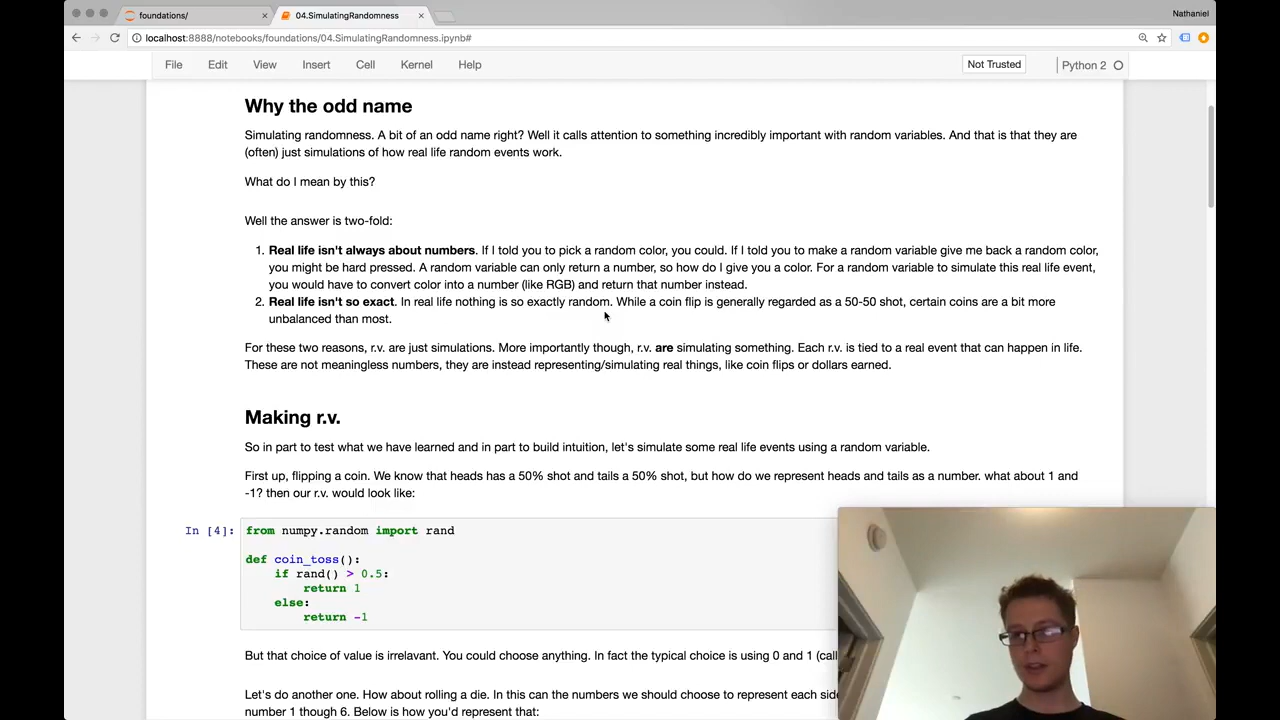 foundations/
04.SimulatingRandomness
Nathaniel
localhost:8888/notebooks/foundations/04.SimulatingRandomness.ipynb#
File Edit View Insert Cell Kernel Help Not Trusted Python 2
Why the odd name
Simulating randomness. A bit of an odd name right? Well it calls attention to something incredibly important with random variables. And that is that they are
(often) just simulations of how real life random events work.
What do I mean by this?
Well the answer is two-fold:
1. Real life isn't always about numbers. If I told you to pick a random color, you could. If I told you to make a random variable give me back a random color,
you might be hard pressed. A random variable can only return a number, so how do I give you a color. For a random variable to simulate this real life event,
you would have to convert color into a number (like RGB) and return that number instead.
2. Real life isn't so exact. In real life nothing is so exactly random. While a coin flip is generally regarded as a 50-50 shot, certain coins are a bit more
unbalanced than most.
For these two reasons, r.v. are just simulations. More importantly though, r.v. are simulating something. Each r.v. is tied to a real event that can happen in life.
These are not meaningless numbers, they are instead representing/simulating real things, like coin flips or dollars earned.
Making r.v.
So in part to test what we have learned and in part to build intuition, let's simulate some real life events using a random variable.
First up, flipping a coin. We know that heads has a 50% shot and tails a 50% shot, but how do we represent heads and tails as a number. what about 1 and
-1? then our r.v. would look like:
In [4]: from numpy.random import rand
def coin_toss():
if rand() > 0.5:
return 1
else:
return -1
But that choice of value is irrelavant. You could choose anything. In fact the typical choice is using 0 and 1 (call
Let's do another one. How about rolling a die. In this can the numbers we should choose to represent each side
number 1 though 6. Below is how you'd represent that: